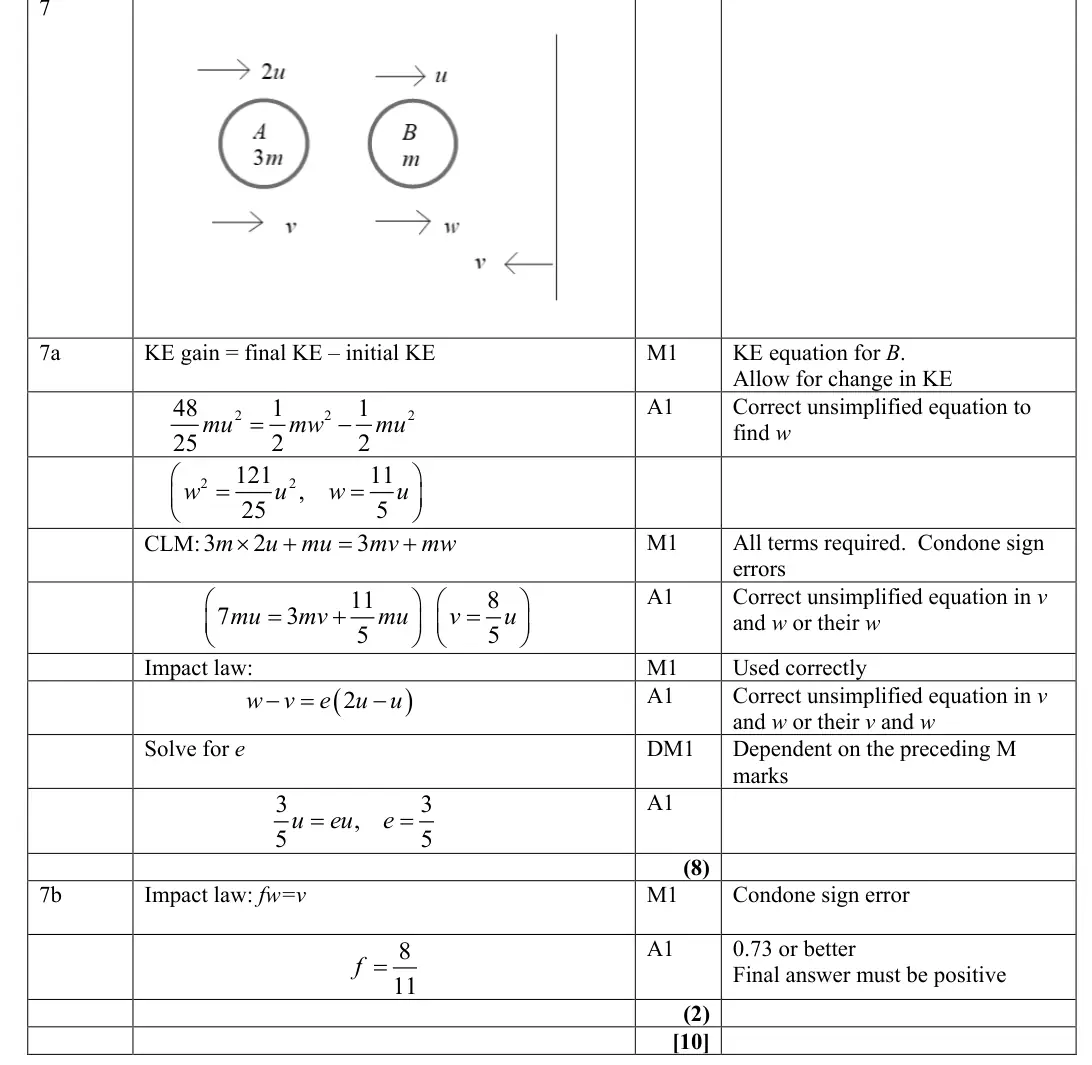 7
2u
u
A
3m
B
m
v
w
v
7a KE gain = final KE – initial KE M1 KE equation for B.
Allow for change in KE
48/25 mu² = 1/2 mw² − 1/2 mu² A1 Correct unsimplified equation to
find w
(w² = 121/25 u², w = 11/5 u)
CLM: 3m × 2u + mu = 3mv + mw M1 All terms required. Condone sign
errors
(7mu = 3mv + 11/5 mu) (v = 8/5 u) A1 Correct unsimplified equation in v
and w or their w
Impact law: M1 Used correctly
w − v = e(2u − u) A1 Correct unsimplified equation in v
and w or their v and w
Solve for e DM1 Dependent on the preceding M
marks
3/5 u = eu, e = 3/5 A1
(8)
7b Impact law: fw=v M1 Condone sign error
f = 8/11 A1 0.73 or better
Final answer must be positive
(2)
[10]